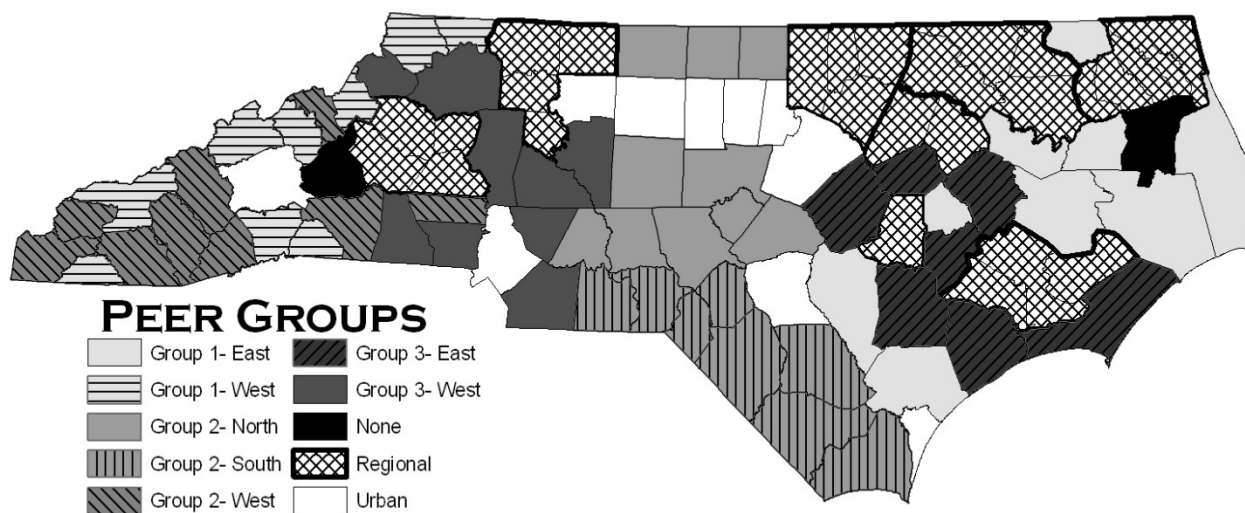 PEER GROUPS
Group 1- East
Group 1- West
Group 2- North
Group 2- South
Group 2- West
Group 3- East
Group 3- West
None
Regional
Urban